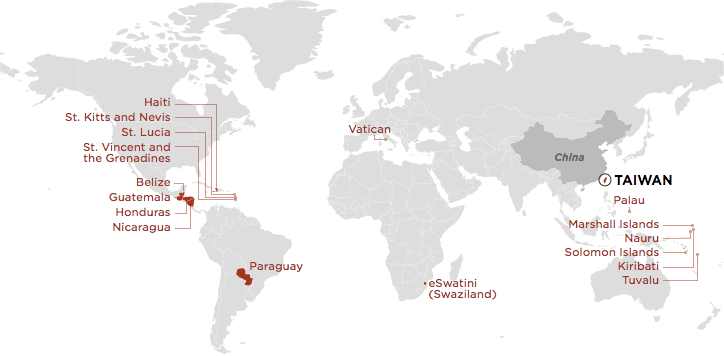 Haiti
St. Kitts and Nevis
St. Lucia
St. Vincent and
the Grenadines
Belize
Guatemala
Honduras
Nicaragua
Paraguay
Vatican
eSwatini
(Swaziland)
China
TAIWAN
Palau
Marshall Islands
Nauru
Solomon Islands
Kiribati
Tuvalu